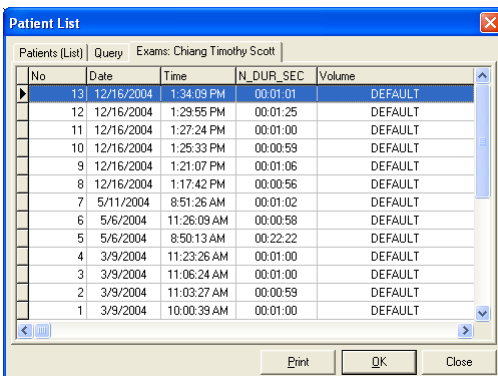 Patient List
Patients (List) Query Exams: Chiang Timothy Scott
No Date Time N_DUR_SEC Volume
13 12/16/2004 1:34:09 PM 00:01:01 DEFAULT
12 12/16/2004 1:29:55 PM 00:01:25 DEFAULT
11 12/16/2004 1:27:24 PM 00:01:00 DEFAULT
10 12/16/2004 1:25:33 PM 00:00:59 DEFAULT
9 12/16/2004 1:21:07 PM 00:01:06 DEFAULT
8 12/16/2004 1:17:42 PM 00:00:56 DEFAULT
7 5/11/2004 8:51:26 AM 00:01:02 DEFAULT
6 5/6/2004 11:26:09 AM 00:00:58 DEFAULT
5 5/6/2004 8:50:13 AM 00:22:22 DEFAULT
4 3/9/2004 11:23:26 AM 00:01:00 DEFAULT
3 3/9/2004 11:06:24 AM 00:01:00 DEFAULT
2 3/9/2004 11:03:27 AM 00:00:59 DEFAULT
1 3/9/2004 10:00:39 AM 00:01:00 DEFAULT
Print OK Close